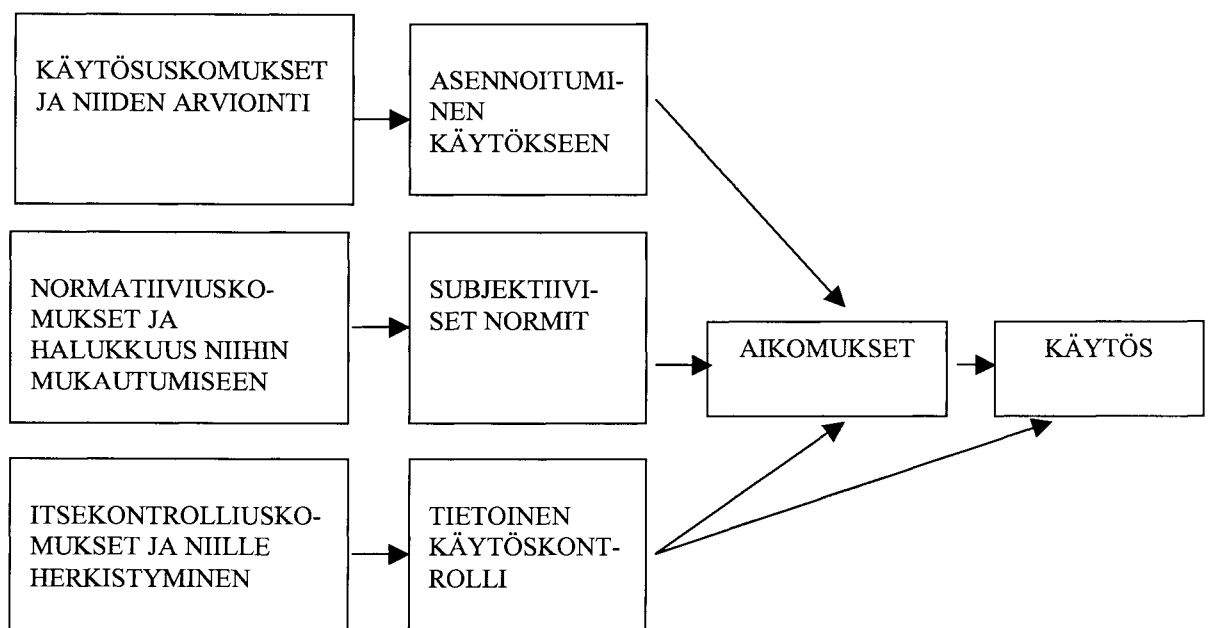 KÄYTÖSUSKOMUKSET
JA NIIDEN ARVIOINTI
ASENNOITUMI-
NEN
KÄYTÖKSEEN
NORMATIIVIUSKO-
MUKSET JA
HALUKKUUS NIIHIN
MUKAUTUMISEEN
SUBJEKTIIVI-
SET NORMIT
AIKOMUKSET
KÄYTÖS
ITSEKONTROLLIUSKO-
MUKSET JA NIILLE
HERKISTYMINEN
TIETOINEN
KÄYTÖSKONT-
ROLLI